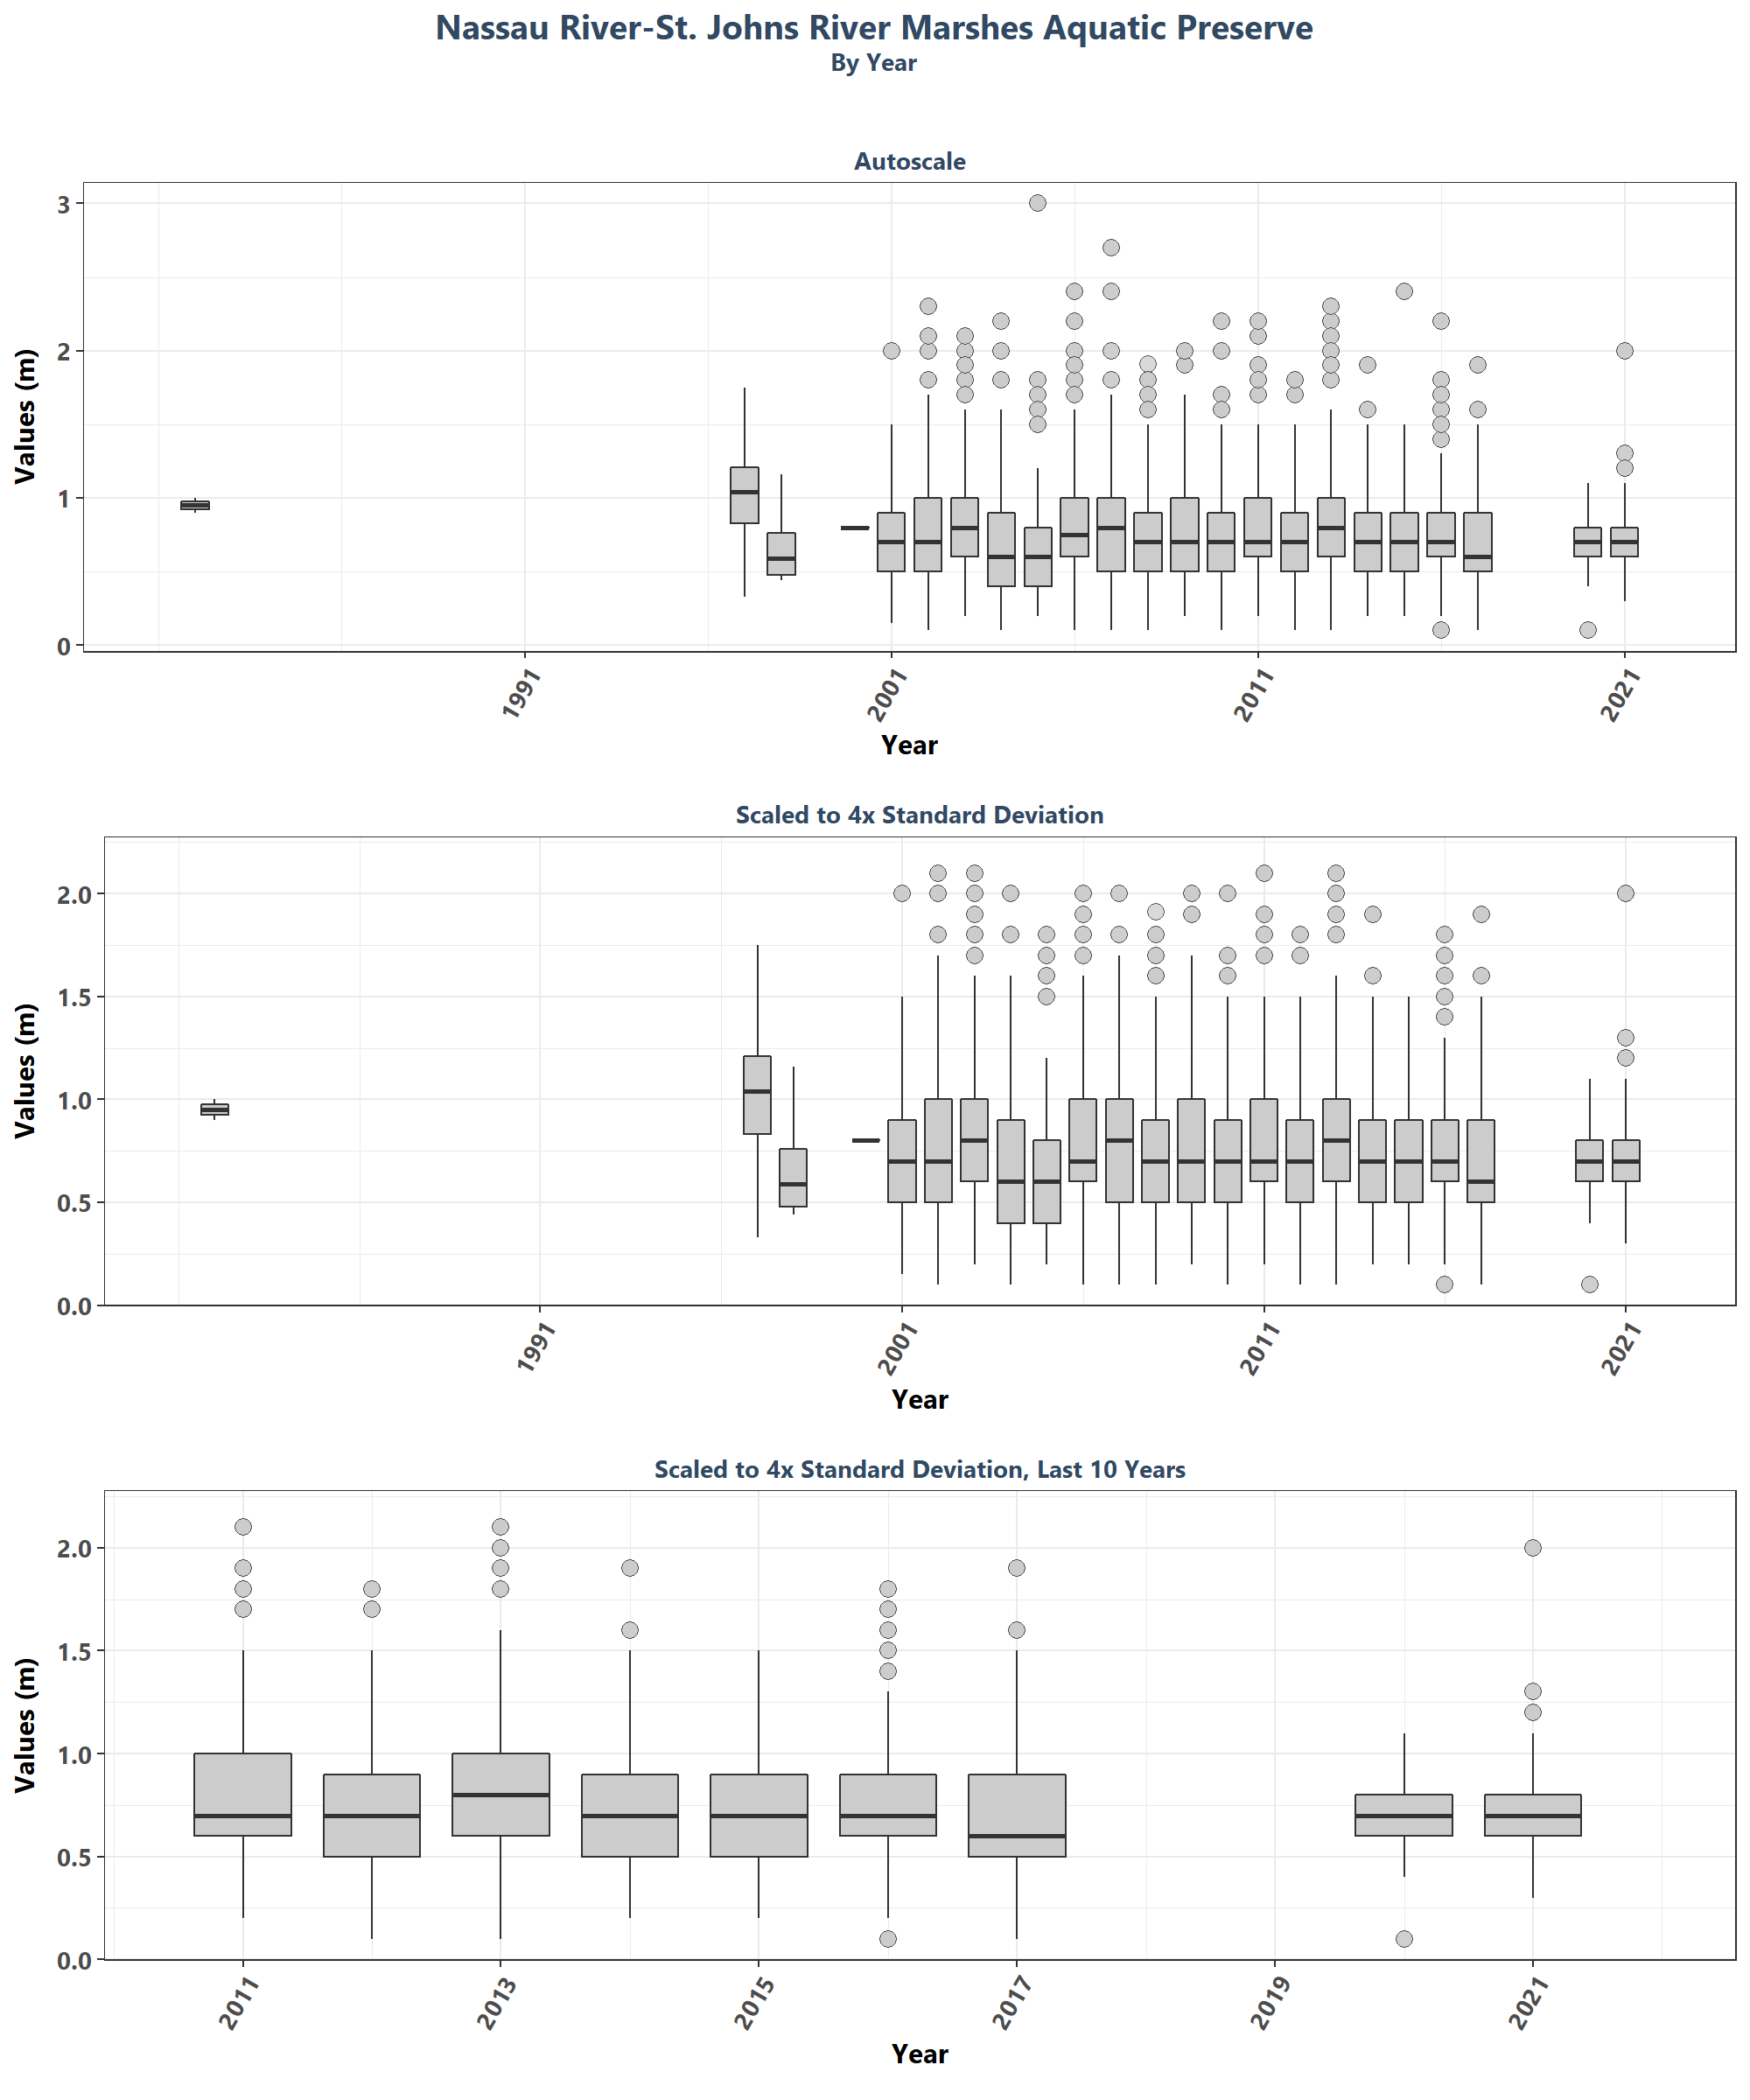 Nassau River-St. Johns River Marshes Aquatic Preserve
By Year
Autoscale
Values (m)
3
2
1
0
1991
2001
2011
2021
Year
Scaled to 4x Standard Deviation
Values (m)
2.0
1.5
1.0
0.5
0.0
1991
2001
2011
2021
Year
Scaled to 4x Standard Deviation, Last 10 Years
Values (m)
2.0
1.5
1.0
0.5
0.0
2011
2013
2015
2017
2019
2021
Year